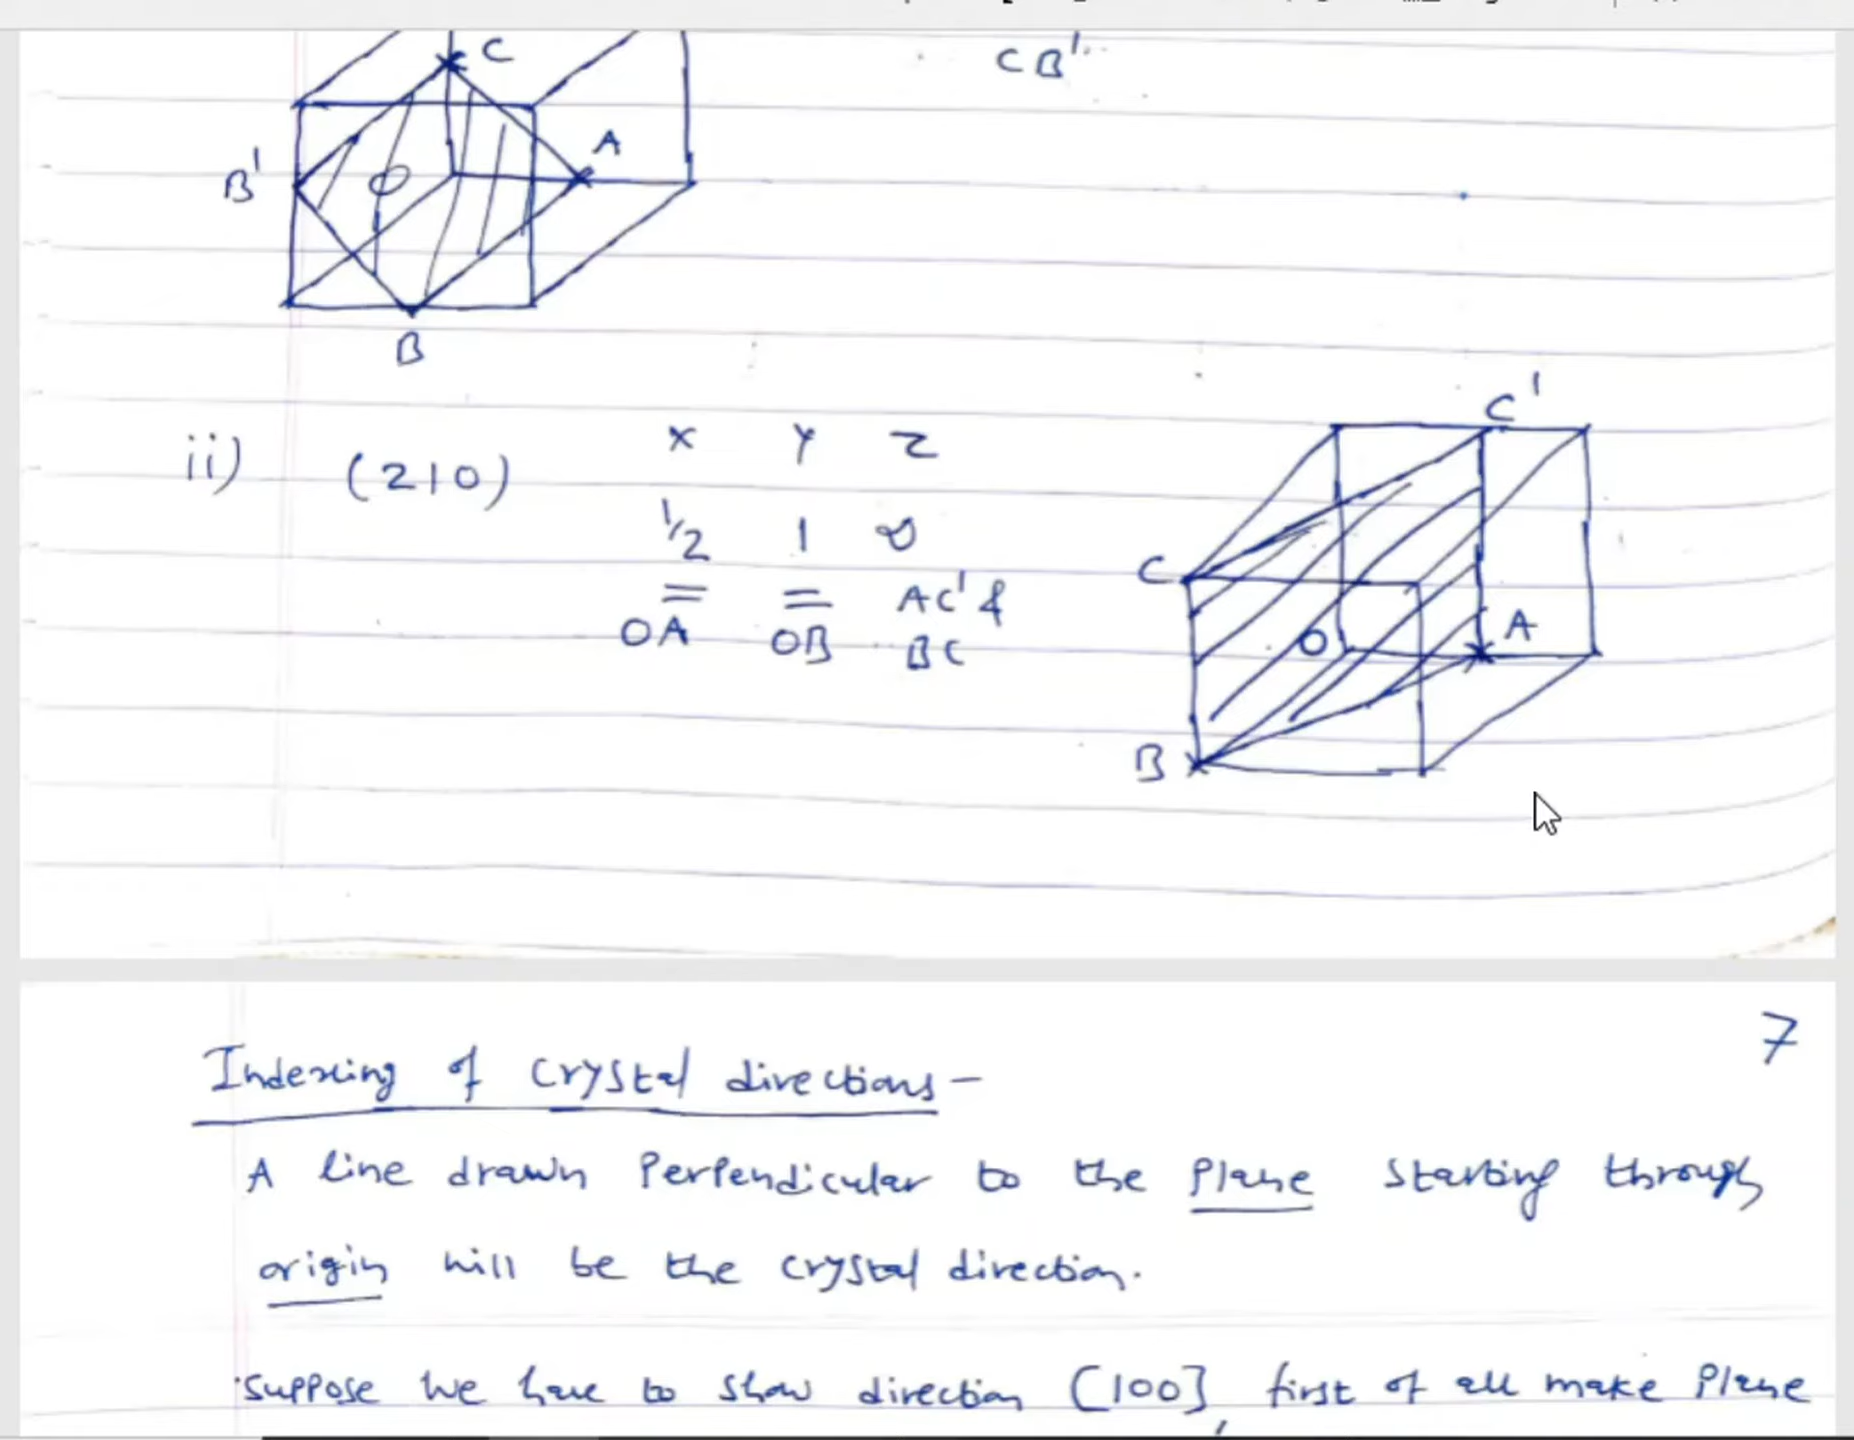 C
CB'
A
B'
O
B
ii) (210)
X Y Z
1/2 1 ∞
= = AC' &
OA OB BC
C'
C
O A
B
7
Indexing of crystal directions -
A line drawn Perpendicular to the Plane starting through
origin will be the crystal direction.
Suppose we have to show direction [100], first of all make Plane